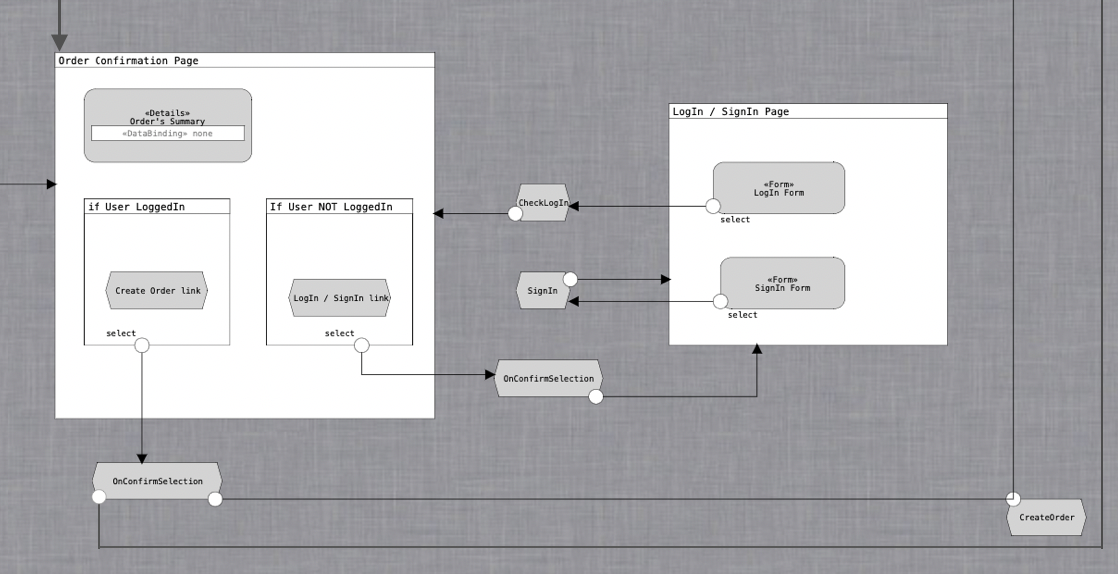 Order Confirmation Page
«Details»
Order's Summary
«DataBinding» none
if User LoggedIn
Create Order link
select
If User NOT LoggedIn
LogIn / SignIn link
select
CheckLogIn
SignIn
OnConfirmSelection
LogIn / SignIn Page
«Form»
LogIn Form
select
«Form»
SignIn Form
select
OnConfirmSelection
CreateOrder